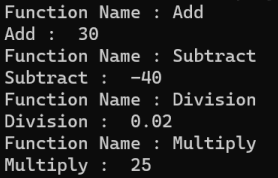 Function Name : Add
Add :  30
Function Name : Subtract
Subtract :  -40
Function Name : Division
Division :  0.02
Function Name : Multiply
Multiply :  25